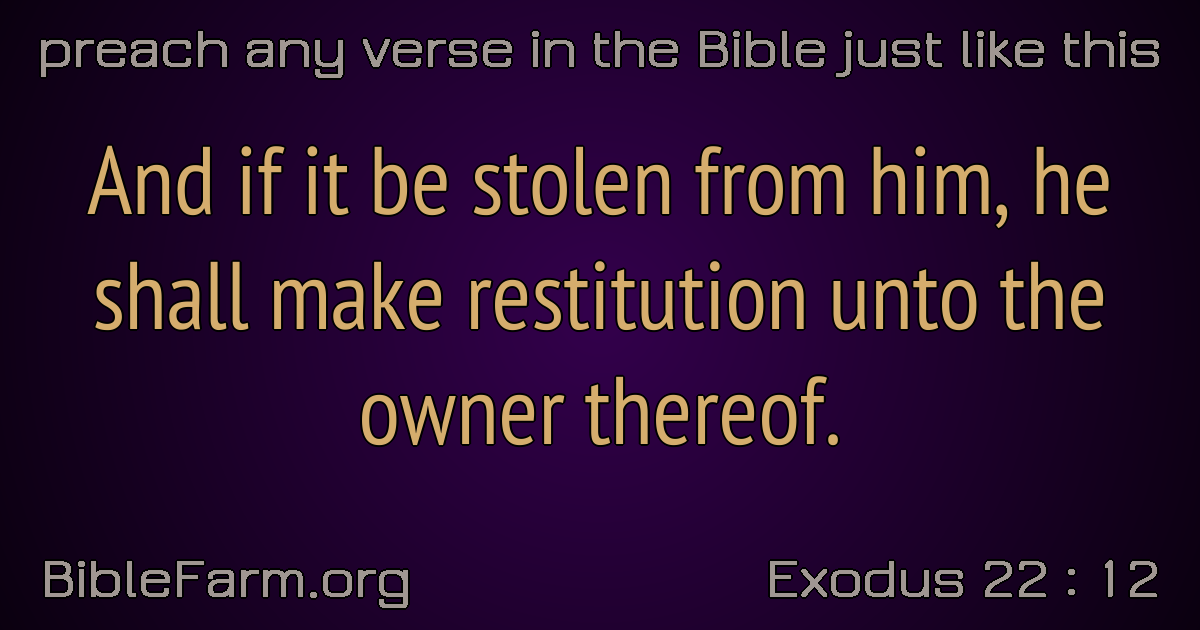 preach any verse in the Bible just like this
And if it be stolen from him, he
shall make restitution unto the
owner thereof.
BibleFarm.org
Exodus 22 : 12